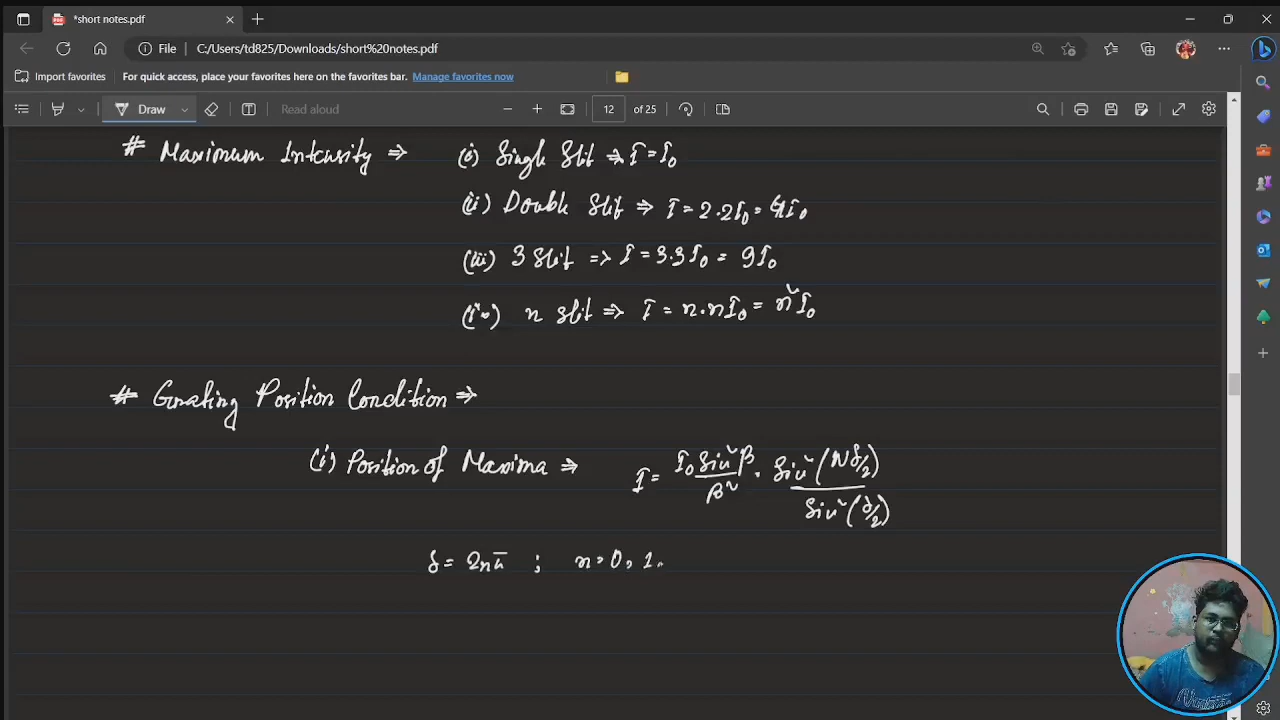 *short notes.pdf
File C:/Users/td825/Downloads/short%20notes.pdf
Import favorites For quick access, place your favorites here on the favorites bar. Manage favorites now
Draw Read aloud 12 of 25
# Maximum Intensity ⇒ (i) Single Slit ⇒ I = I₀
(ii) Double Slit ⇒ I = 2.2I₀ = 4I₀
(iii) 3 Slit ⇒ I = 3.3I₀ = 9I₀
(iv) n Slit ⇒ I = n.nI₀ = n²I₀
# Grating Position Condition ⇒
(i) Position of Maxima ⇒ I = I₀ Sin²β / β² . Sin²(Nδ/2) / Sin²(δ/2)
δ = 2nπ ; n = 0, 1,